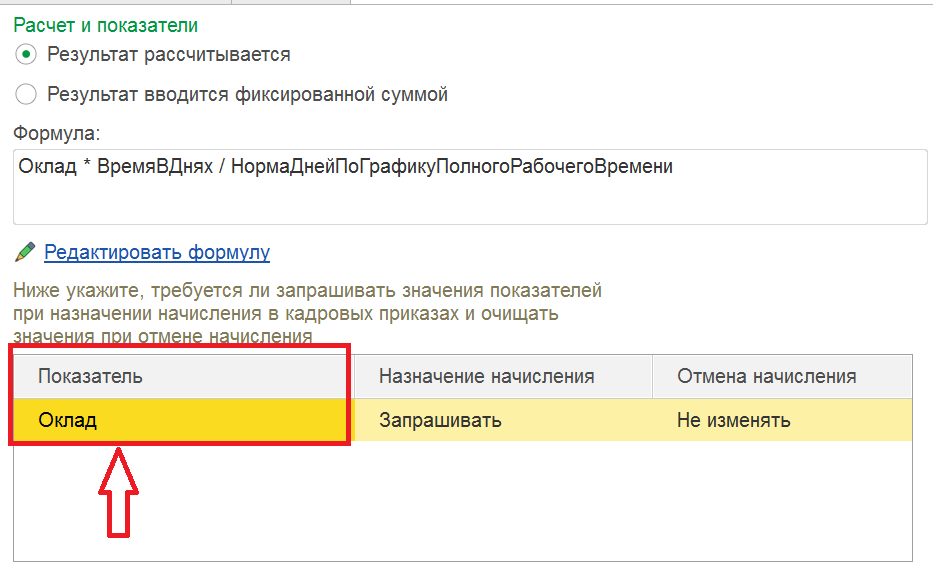 Расчет и показатели
Результат рассчитывается
Результат вводится фиксированной суммой
Формула:
Оклад * ВремяВДнях / НормаДнейПоГрафикуПолногоРабочегоВремени
Редактировать формулу
Ниже укажите, требуется ли запрашивать значения показателей
при назначении начисления в кадровых приказах и очищать
значения при отмене начисления
Показатель Назначение начисления Отмена начисления
Оклад Запрашивать Не изменять